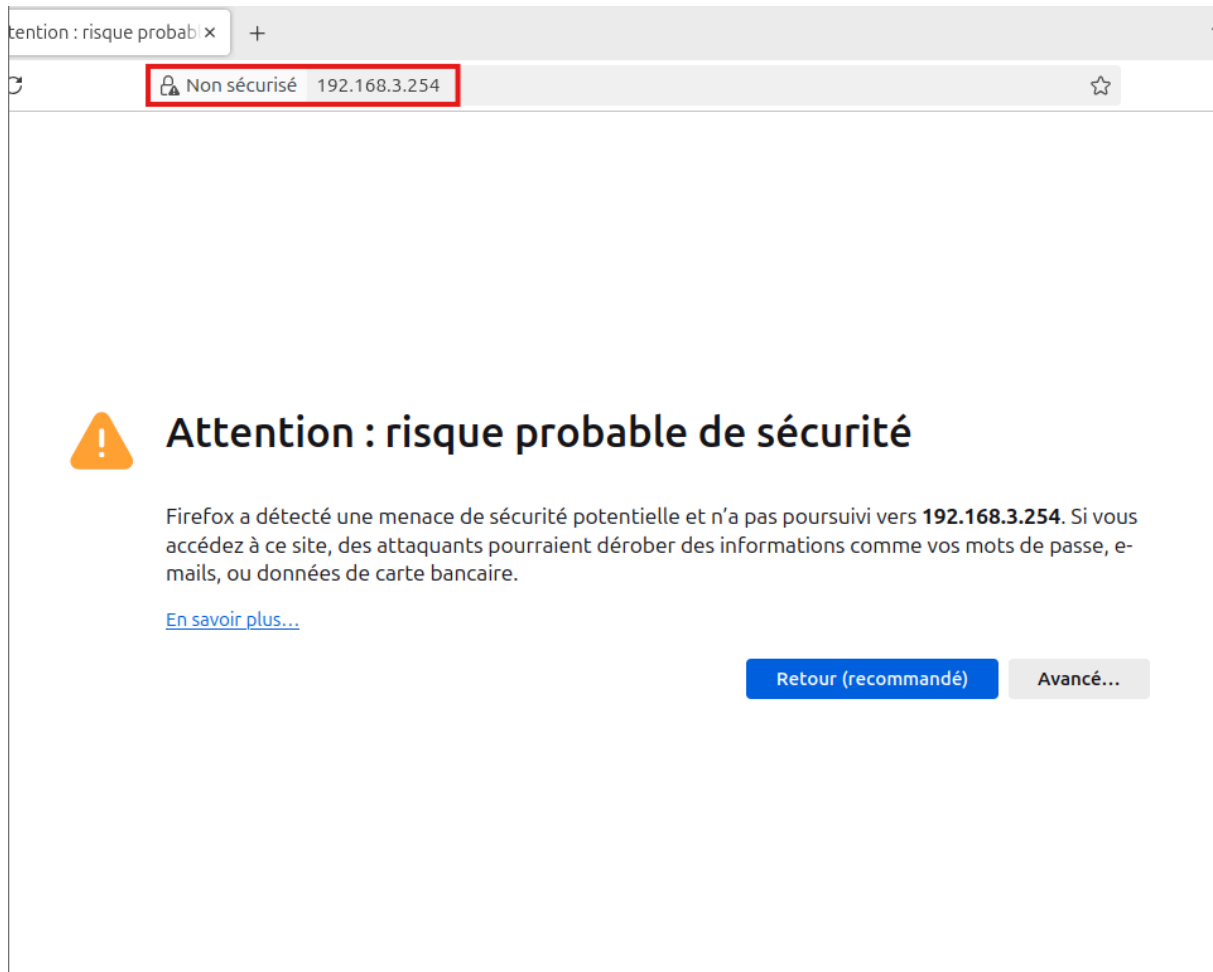 tention : risque probabl
Non sécurisé 192.168.3.254
Attention : risque probable de sécurité
Firefox a détecté une menace de sécurité potentielle et n’a pas poursuivi vers 192.168.3.254. Si vous
accédez à ce site, des attaquants pourraient dérober des informations comme vos mots de passe, e-
mails, ou données de carte bancaire.
En savoir plus…
Retour (recommandé) Avancé…